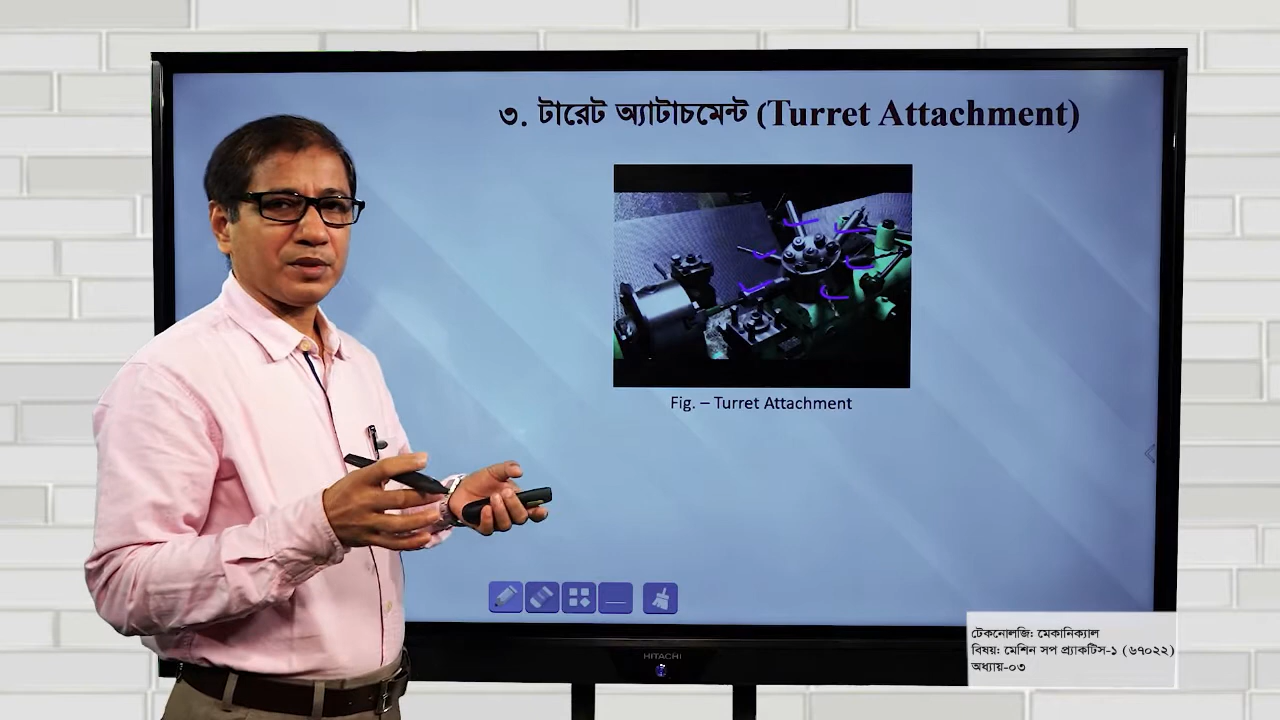 ৩. টারেট অ্যাটাচমেন্ট (Turret Attachment)
Fig. – Turret Attachment
HITACHI
টেকনোলজি: মেকানিক্যাল
বিষয়: মেশিন সপ প্র্যাকটিস-১ (৬৭০২২)
অধ্যায়-০৩